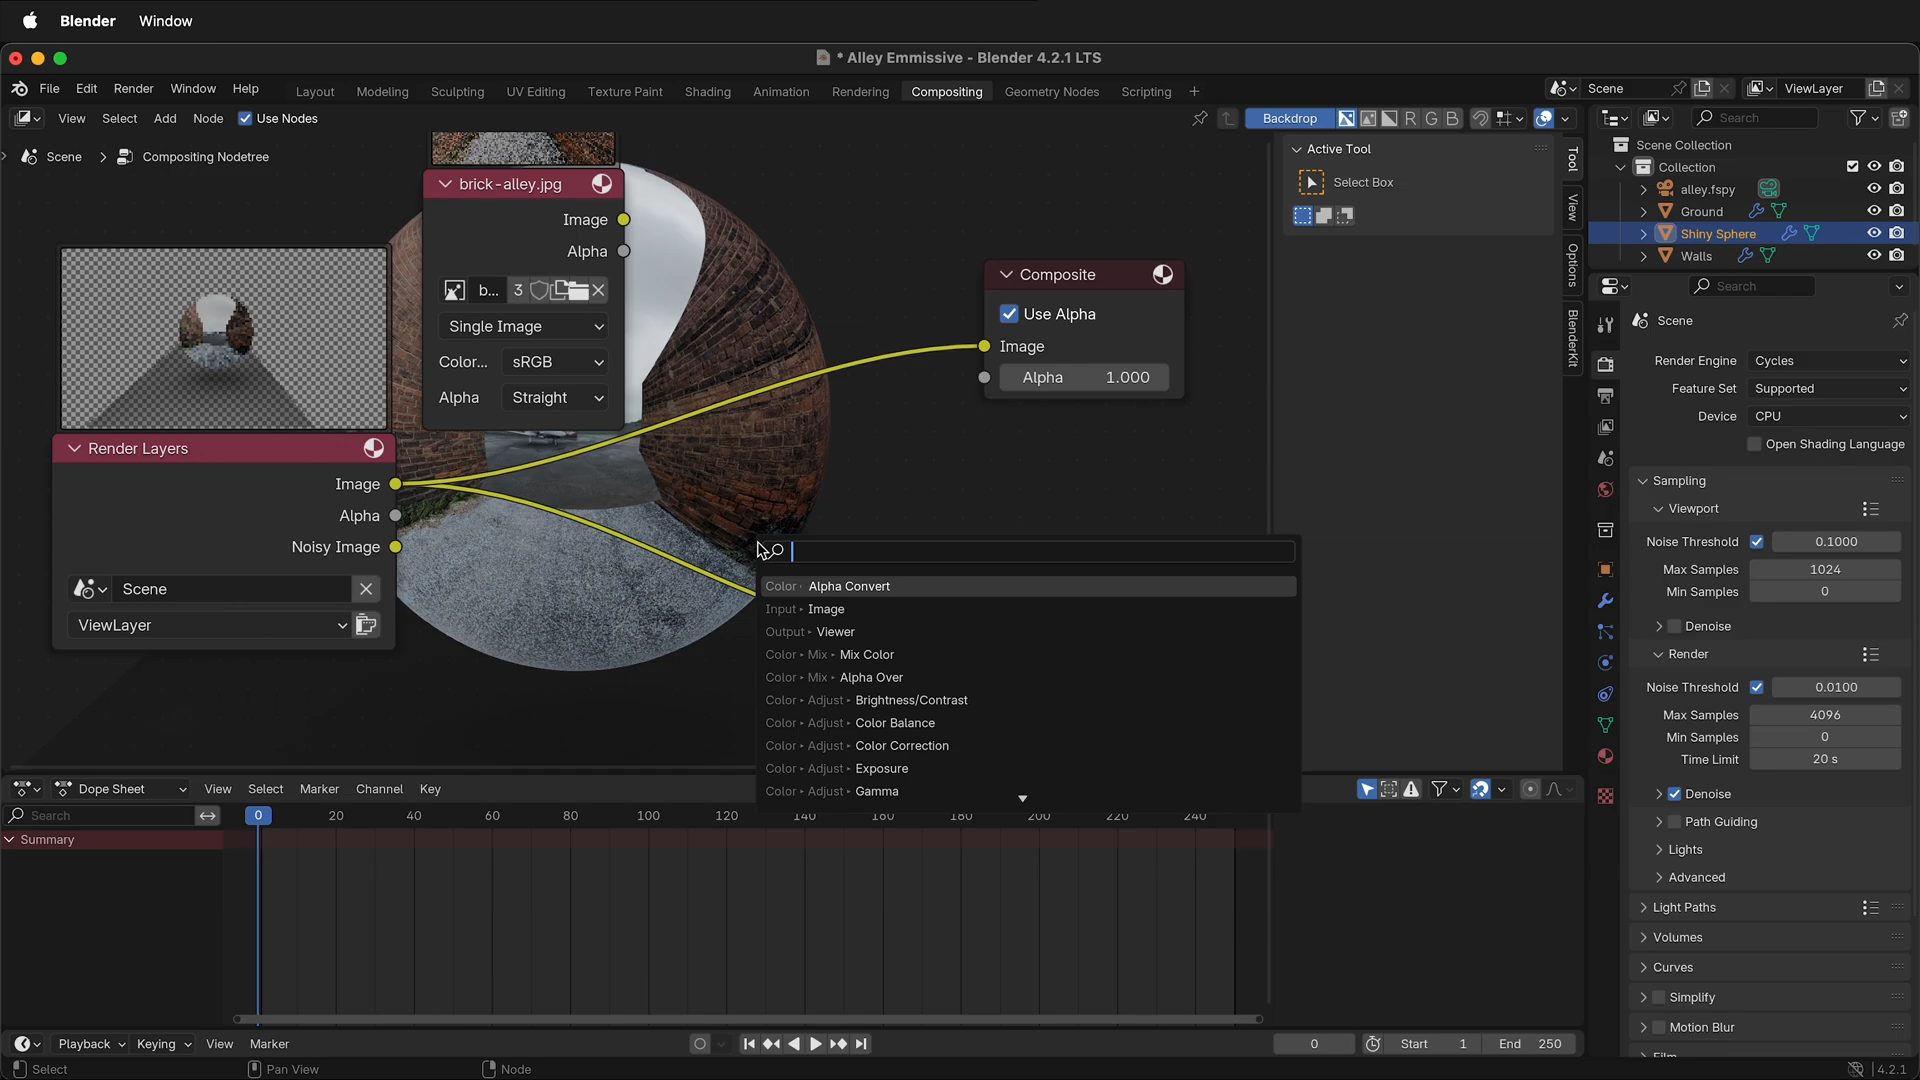 Blender Window
* Alley Emmissive - Blender 4.2.1 LTS
File Edit Render Window Help Layout Modeling Sculpting UV Editing Texture Paint Shading Animation Rendering Compositing Geometry Nodes Scripting + Scene ViewLayer
View Select Add Node Use Nodes Backdrop R G B Search
Scene > Compositing Nodetree
Active Tool
Select Box
Tool
View
Options
BlenderKit
Scene Collection
Collection
alley.fspy
Ground
Shiny Sphere
Walls
brick-alley.jpg
Image
Alpha
b... 3
Single Image
Color... sRGB
Alpha Straight
Composite
Use Alpha
Image
Alpha 1.000
Render Layers
Image
Alpha
Noisy Image
Scene
ViewLayer
Color Alpha Convert
Input Image
Output Viewer
Color Mix Mix Color
Color Mix Alpha Over
Color Adjust Brightness/Contrast
Color Adjust Color Balance
Color Adjust Color Correction
Color Adjust Exposure
Color Adjust Gamma
Search
Scene
Render Engine Cycles
Feature Set Supported
Device CPU
Open Shading Language
Sampling
Viewport
Noise Threshold 0.1000
Max Samples 1024
Min Samples 0
Denoise
Render
Noise Threshold 0.0100
Max Samples 4096
Min Samples 0
Time Limit 20 s
Denoise
Path Guiding
Lights
Advanced
Light Paths
Volumes
Curves
Simplify
Motion Blur
Film
Dope Sheet View Select Marker Channel Key
Search 0 20 40 60 80 100 120 140 160 180 200 220 240
Summary
Playback Keying View Marker 0 Start 1 End 250
Select Pan View Node 4.2.1